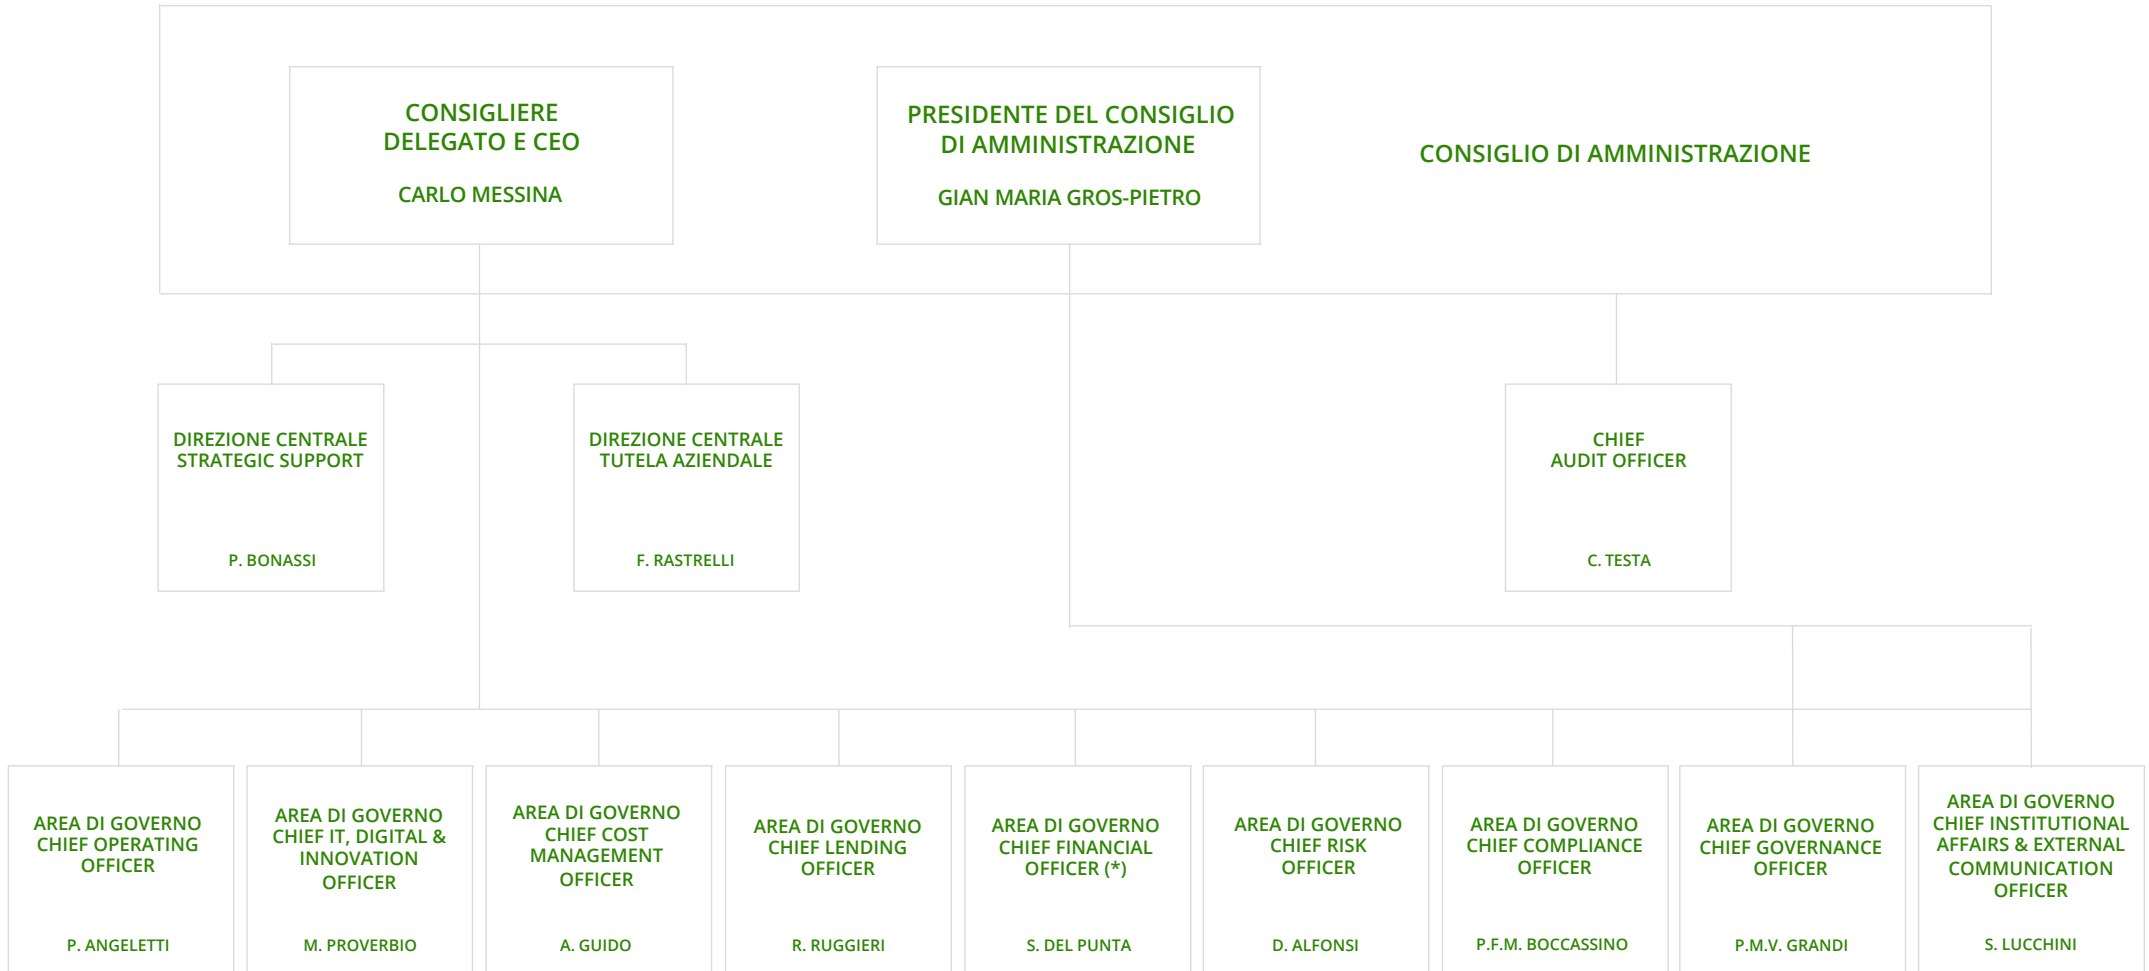 CONSIGLIERE
DELEGATO E CEO
CARLO MESSINA
PRESIDENTE DEL CONSIGLIO
DI AMMINISTRAZIONE
GIAN MARIA GROS-PIETRO
CONSIGLIO DI AMMINISTRAZIONE
DIREZIONE CENTRALE
STRATEGIC SUPPORT
P. BONASSI
DIREZIONE CENTRALE
TUTELA AZIENDALE
F. RASTRELLI
CHIEF
AUDIT OFFICER
C. TESTA
AREA DI GOVERNO
CHIEF OPERATING
OFFICER
P. ANGELETTI
AREA DI GOVERNO
CHIEF IT, DIGITAL &
INNOVATION
OFFICER
M. PROVERBIO
AREA DI GOVERNO
CHIEF COST
MANAGEMENT
OFFICER
A. GUIDO
AREA DI GOVERNO
CHIEF LENDING
OFFICER
R. RUGGIERI
AREA DI GOVERNO
CHIEF FINANCIAL
OFFICER (*)
S. DEL PUNTA
AREA DI GOVERNO
CHIEF RISK
OFFICER
D. ALFONSI
AREA DI GOVERNO
CHIEF COMPLIANCE
OFFICER
P.F.M. BOCCASSINO
AREA DI GOVERNO
CHIEF GOVERNANCE
OFFICER
P.M.V. GRANDI
AREA DI GOVERNO
CHIEF INSTITUTIONAL
AFFAIRS & EXTERNAL
COMMUNICATION
OFFICER
S. LUCCHINI